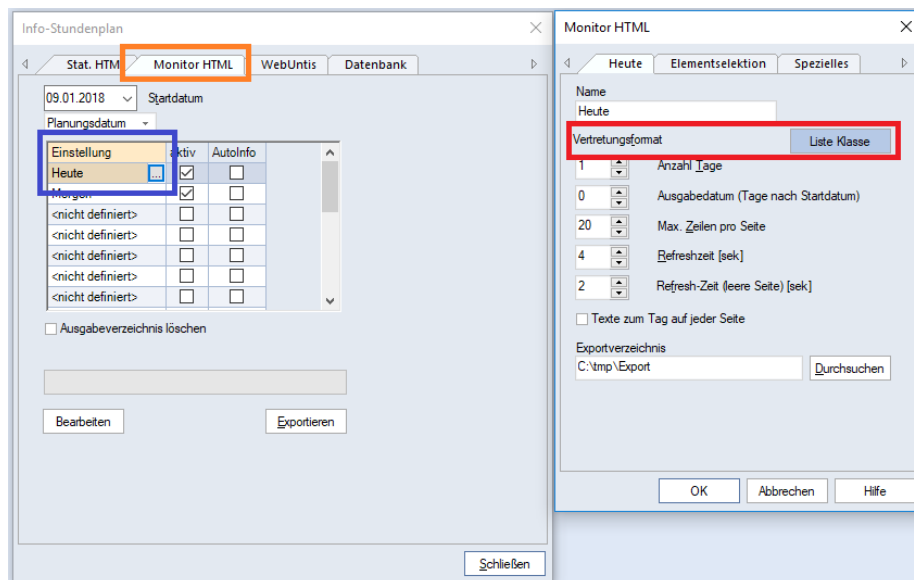 Info-Stundenplan
Stat. HTM
Monitor HTML
WebUntis
Datenbank
09.01.2018
Startdatum
Planungsdatum
Einstellung
aktiv
AutoInfo
Heute
...
Morgen
<nicht definiert>
<nicht definiert>
<nicht definiert>
<nicht definiert>
<nicht definiert>
Ausgabeverzeichnis löschen
Bearbeiten
Exportieren
Schließen
Monitor HTML
Heute
Elementselektion
Spezielles
Name
Heute
Vertretungsformat
Liste Klasse
1
Anzahl Tage
0
Ausgabedatum (Tage nach Startdatum)
20
Max. Zeilen pro Seite
4
Refreshzeit [sek]
2
Refresh-Zeit (leere Seite) [sek]
Texte zum Tag auf jeder Seite
Exportverzeichnis
C:\tmp\Export
Durchsuchen
OK
Abbrechen
Hilfe